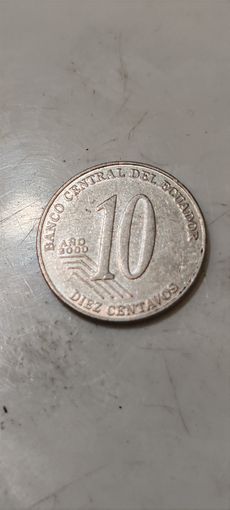 BANCO CENTRAL DEL ECUADOR
AÑO
2000
10
DIEZ CENTAVOS